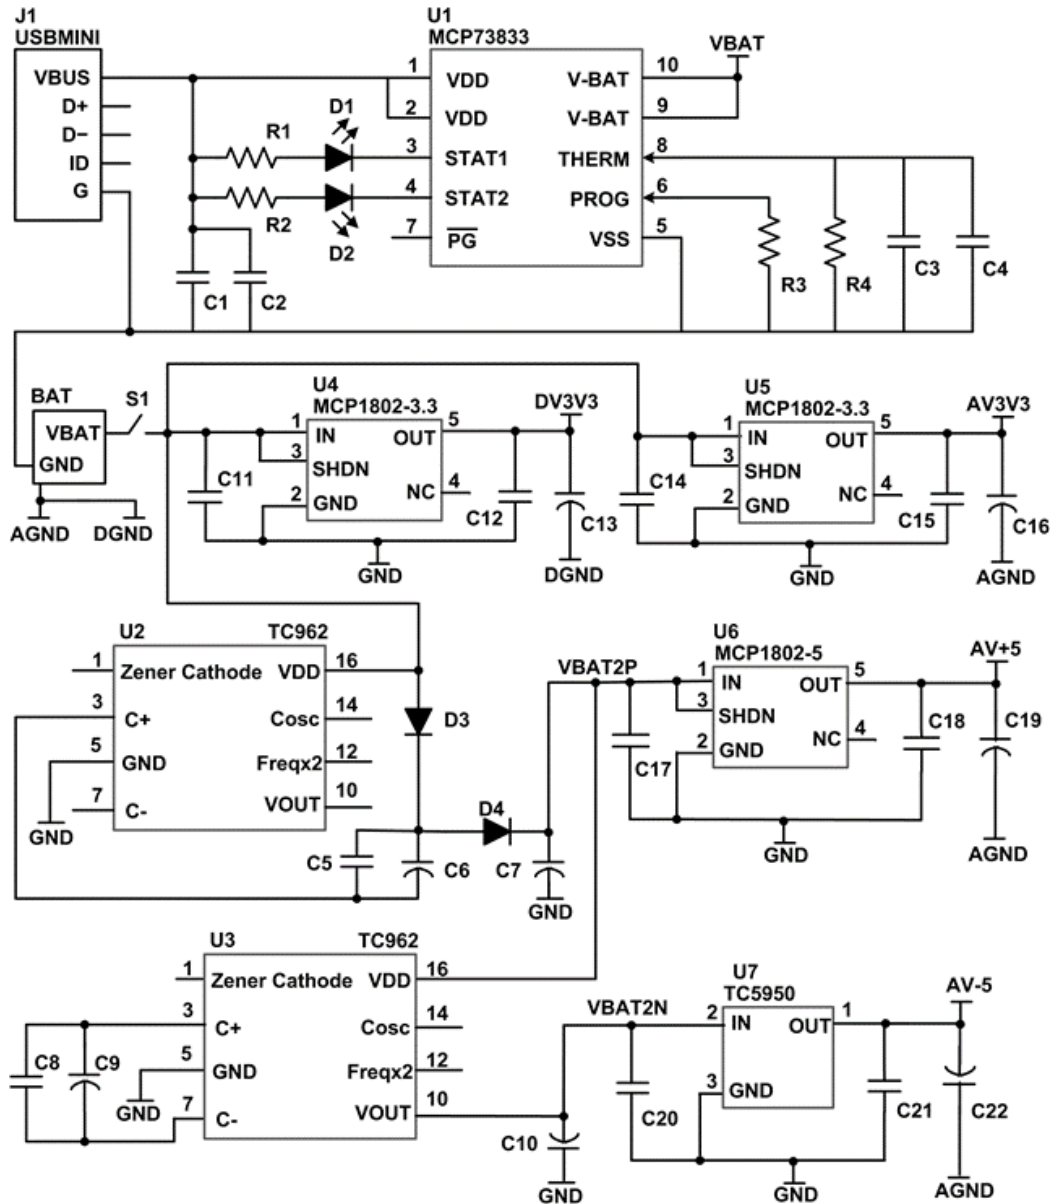 J1
USBMINI
VBUS
D+
D−
ID
G
R1
R2
D1
D2
C1
C2
U1
MCP73833
1
VDD
2
VDD
3
STAT1
4
STAT2
7
PG
V-BAT
10
V-BAT
9
THERM
8
PROG
6
VSS
5
VBAT
R3
R4
C3
C4
BAT
S1
VBAT
GND
AGND
DGND
U4
MCP1802-3.3
1
IN
3
SHDN
2
GND
OUT
5
NC
4
C11
C12
GND
DV3V3
C13
DGND
U5
MCP1802-3.3
1
IN
3
SHDN
2
GND
OUT
5
NC
4
C14
C15
GND
AV3V3
C16
AGND
U2
TC962
1
Zener Cathode
3
C+
5
GND
7
C-
VDD
16
Cosc
14
Freqx2
12
VOUT
10
GND
D3
D4
C5
C6
C7
GND
VBAT2P
U6
MCP1802-5
1
IN
3
SHDN
2
GND
OUT
5
NC
4
C17
C18
GND
AV+5
C19
AGND
U3
TC962
1
Zener Cathode
3
C+
5
GND
7
C-
VDD
16
Cosc
14
Freqx2
12
VOUT
10
C8
C9
GND
C10
GND
VBAT2N
U7
TC5950
2
IN
3
GND
OUT
1
C20
C21
GND
AV-5
C22
AGND